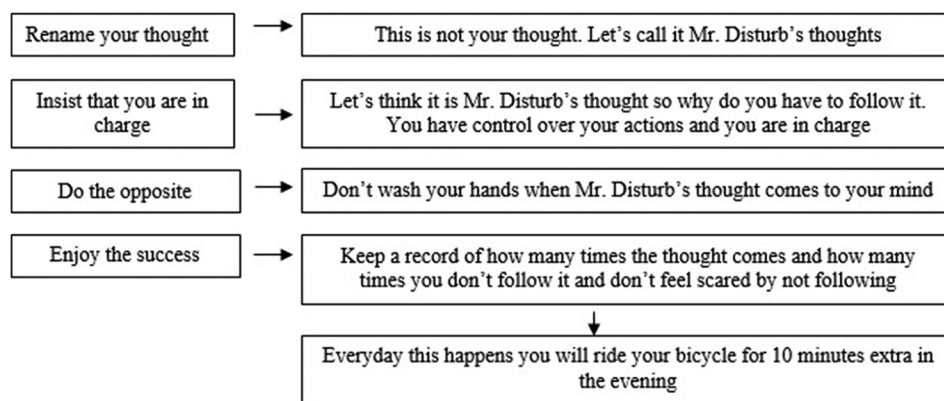 Rename your thought
This is not your thought. Let's call it Mr. Disturb's thoughts
Insist that you are in
charge
Let's think it is Mr. Disturb's thought so why do you have to follow it.
You have control over your actions and you are in charge
Do the opposite
Don't wash your hands when Mr. Disturb's thought comes to your mind
Enjoy the success
Keep a record of how many times the thought comes and how many
times you don't follow it and don't feel scared by not following
Everyday this happens you will ride your bicycle for 10 minutes extra in
the evening